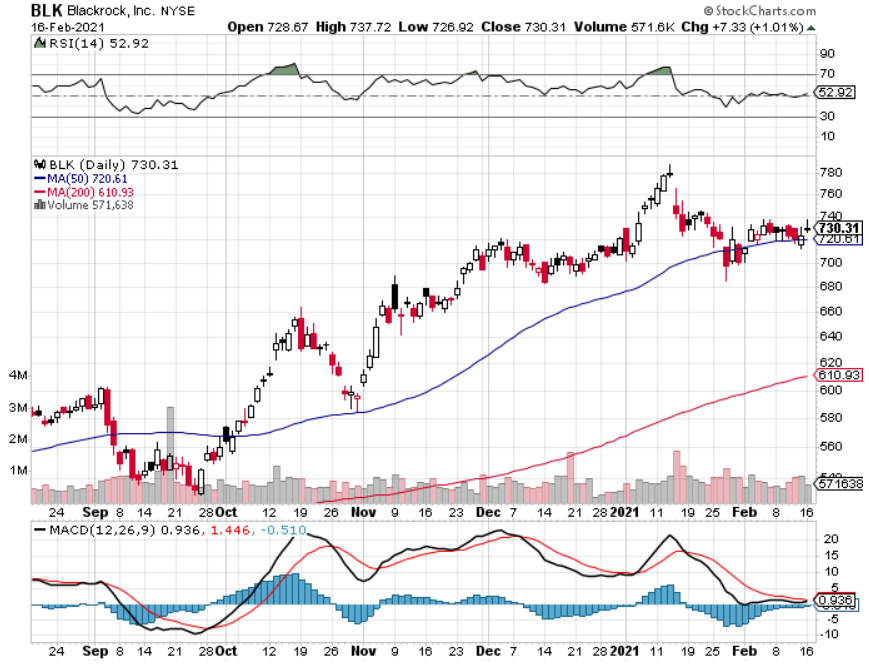 BLK Blackrock, Inc. NYSE
© StockCharts.com
16-Feb-2021
Open 728.67 High 737.72 Low 726.92 Close 730.31 Volume 571.6K Chg +7.33 (+1.01%)
RSI(14) 52.92
90
70
52.92
30
10
BLK (Daily) 730.31
MA(50) 720.61
MA(200) 610.93
Volume 571,638
780
760
740
730.31
720.61
700
680
660
640
620
610.93
600
580
560
4M
3M
2M
1M
571638
24 Sep 8 14 21 28 Oct 12 19 26 Nov 9 16 23 Dec 7 14 21 28 2021 11 19 25 Feb 8 16
MACD(12,26,9) 0.936, 1.446, -0.510
20
15
10
5
0.936
-5
-10
24 Sep 8 14 21 28 Oct 12 19 26 Nov 9 16 23 Dec 7 14 21 28 2021 11 19 25 Feb 8 16